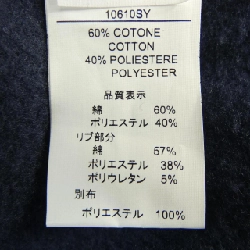 10610SY
60% COTONE
COTTON
40% POLIESTERE
POLYESTER
品質表示
綿 60%
ポリエステル 40%
リブ部分
綿 67%
ポリエステル 38%
ポリウレタン 5%
別布
ポリエステル 100%